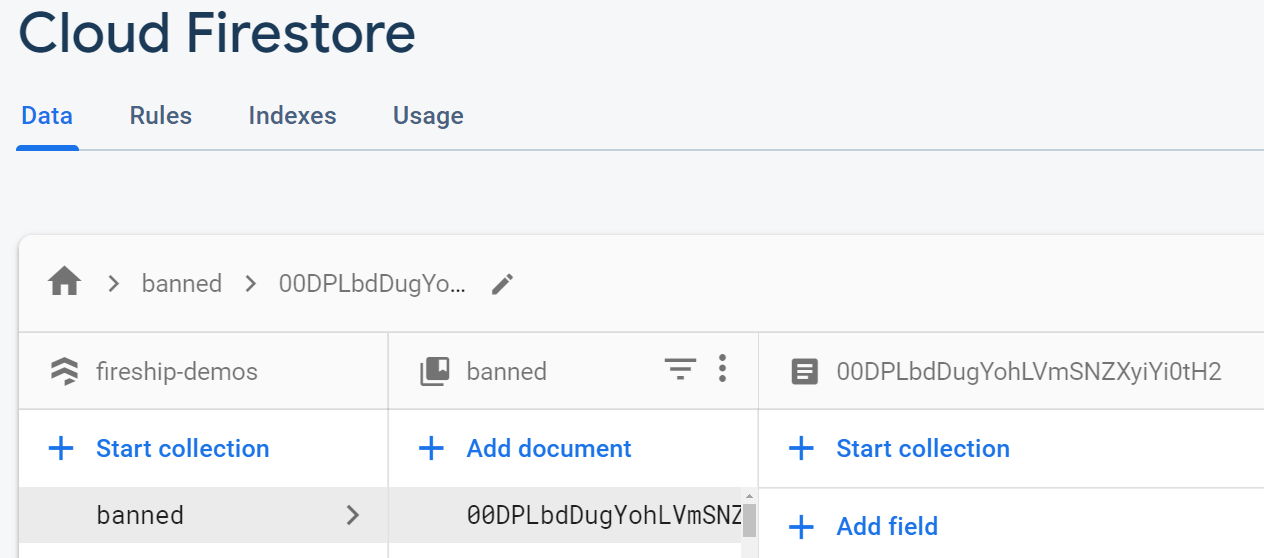 Cloud Firestore
Data Rules Indexes Usage
banned 00DPLbdDugYo...
fireship-demos banned 00DPLbdDugYohLVmSNZXyiYi0tH2
Start collection Add document Start collection
banned 00DPLbdDugYohLVmSNZ
Add field